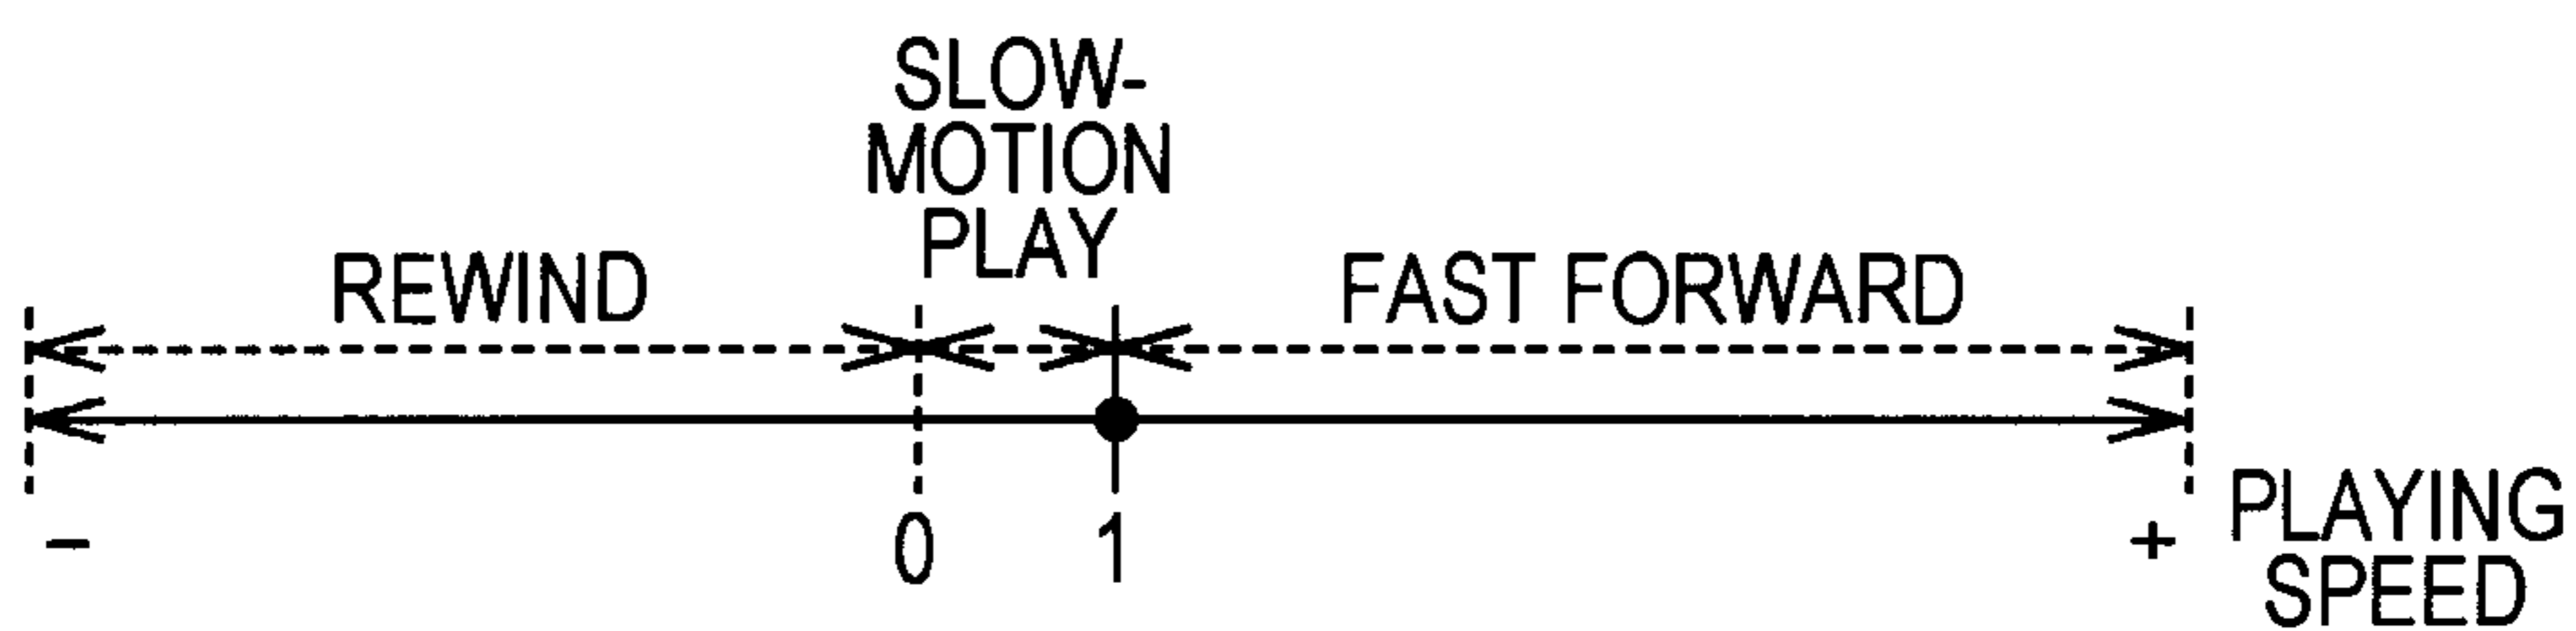 SLOW-
MOTION
PLAY
REWIND
FAST FORWARD
−
0
1
+
PLAYING
SPEED